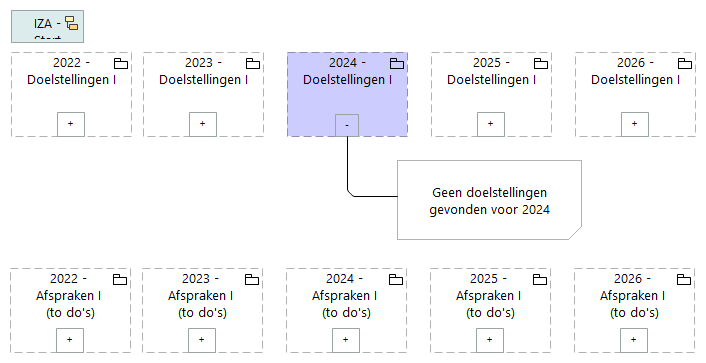 IZA -
2022 -
Doelstellingen I
+
2023 -
Doelstellingen I
+
2024 -
Doelstellingen I
-
2025 -
Doelstellingen I
+
2026 -
Doelstellingen I
+
Geen doelstellingen
gevonden voor 2024
2022 -
Afspraken I
(to do's)
+
2023 -
Afspraken I
(to do's)
+
2024 -
Afspraken I
(to do's)
+
2025 -
Afspraken I
(to do's)
+
2026 -
Afspraken I
(to do's)
+